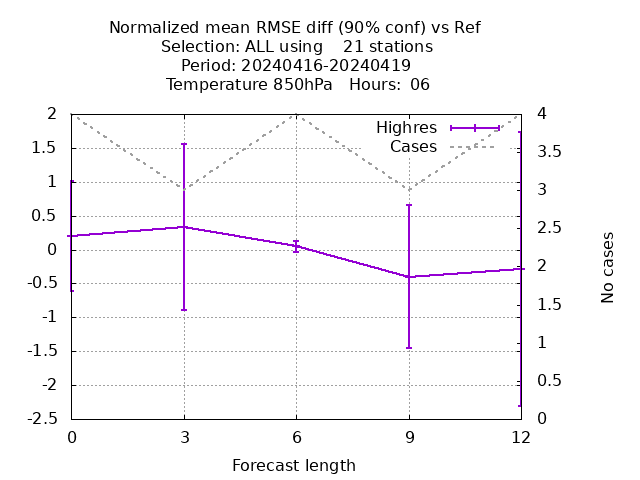 Normalized mean RMSE diff (90% conf) vs Ref
Selection: ALL using    21 stations
Period: 20240416-20240419
Temperature 850hPa   Hours:  06
Highres
Cases
2
1.5
1
0.5
0
-0.5
-1
-1.5
-2
-2.5
4
3.5
3
2.5
2
1.5
1
0.5
0
No cases
0 3 6 9 12
Forecast length